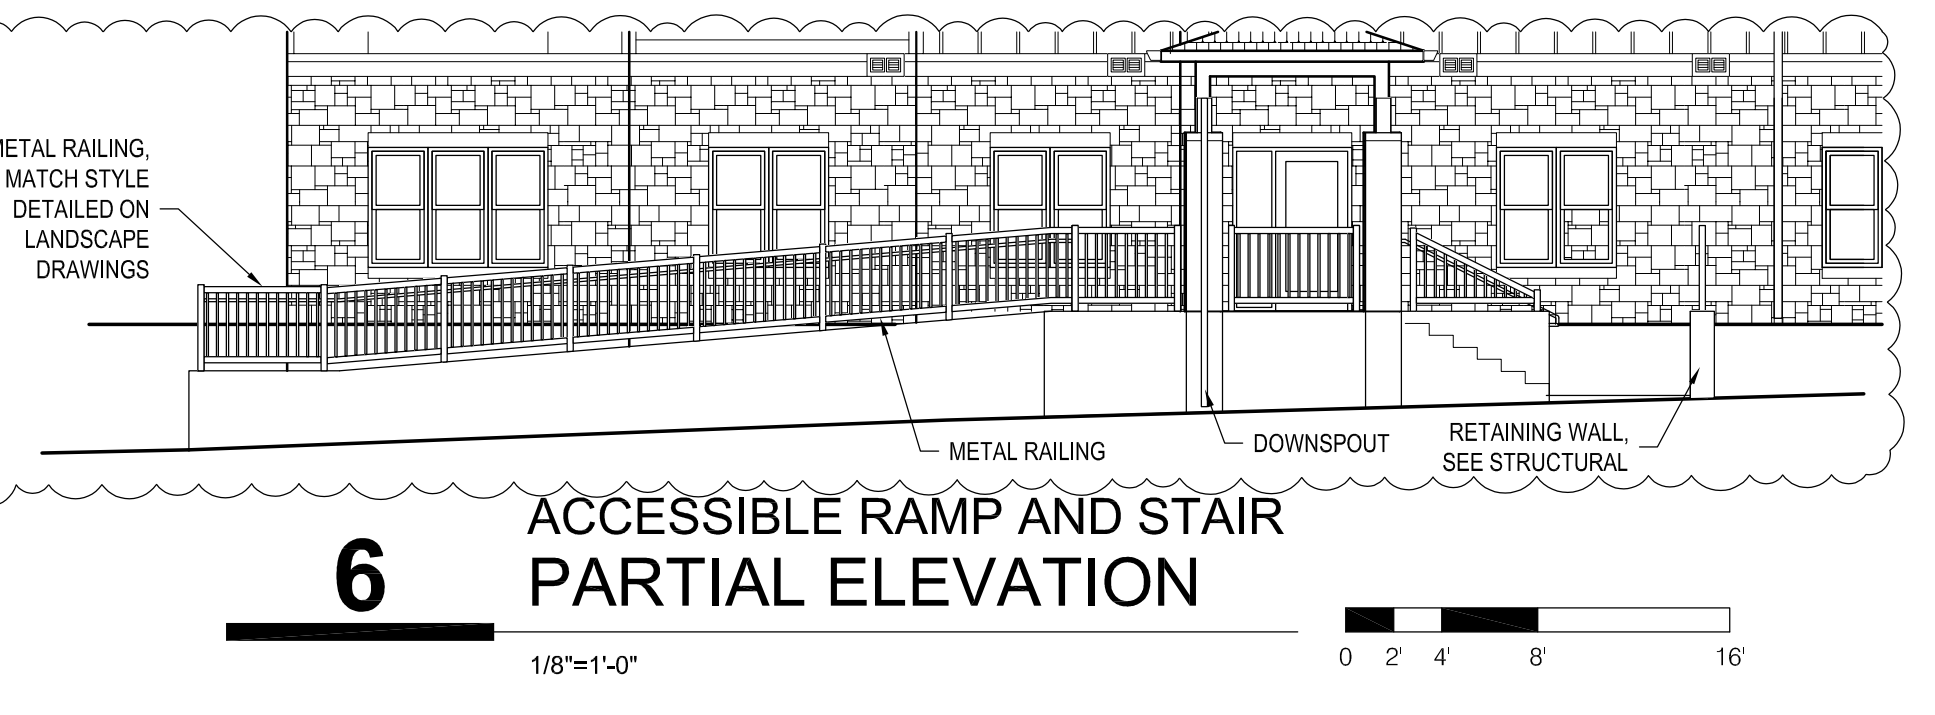 METAL RAILING,
MATCH STYLE
DETAILED ON
LANDSCAPE
DRAWINGS
METAL RAILING
DOWNSPOUT
RETAINING WALL,
SEE STRUCTURAL
6
ACCESSIBLE RAMP AND STAIR
PARTIAL ELEVATION
1/8"=1'-0"
0 2' 4' 8' 16'